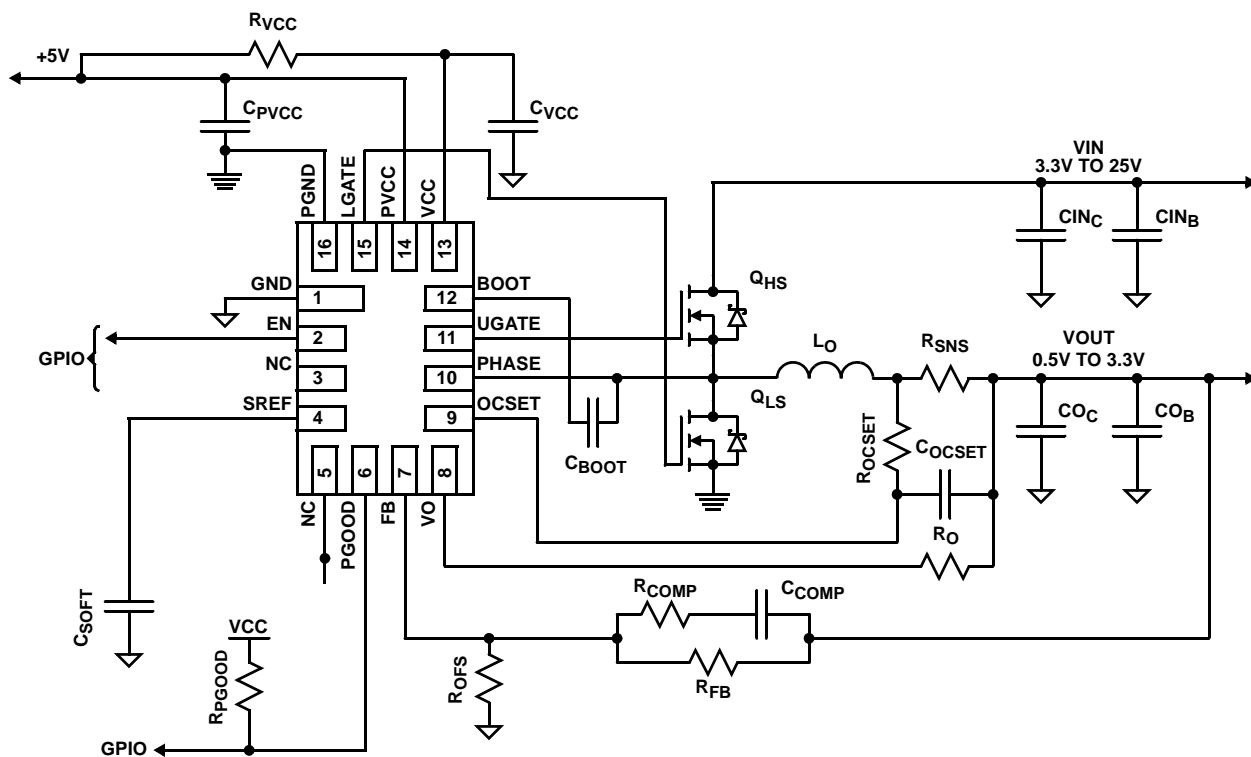 RVCC
+5V
CPVCC
CVCC
VIN
3.3V TO 25V
PGND
LGATE
PVCC
VCC
16
15
14
13
CINC
CINB
GND
1
12
BOOT
QHS
EN
2
11
UGATE
GPIO
NC
3
10
PHASE
LO
RSNS
VOUT
0.5V TO 3.3V
SREF
4
9
OCSET
QLS
CBOOT
ROCSET
COCSET
COC
COB
5
6
7
8
NC
PGOOD
FB
VO
RO
CSOFT
RCOMP
CCOMP
VCC
RPGOOD
ROFS
RFB
GPIO